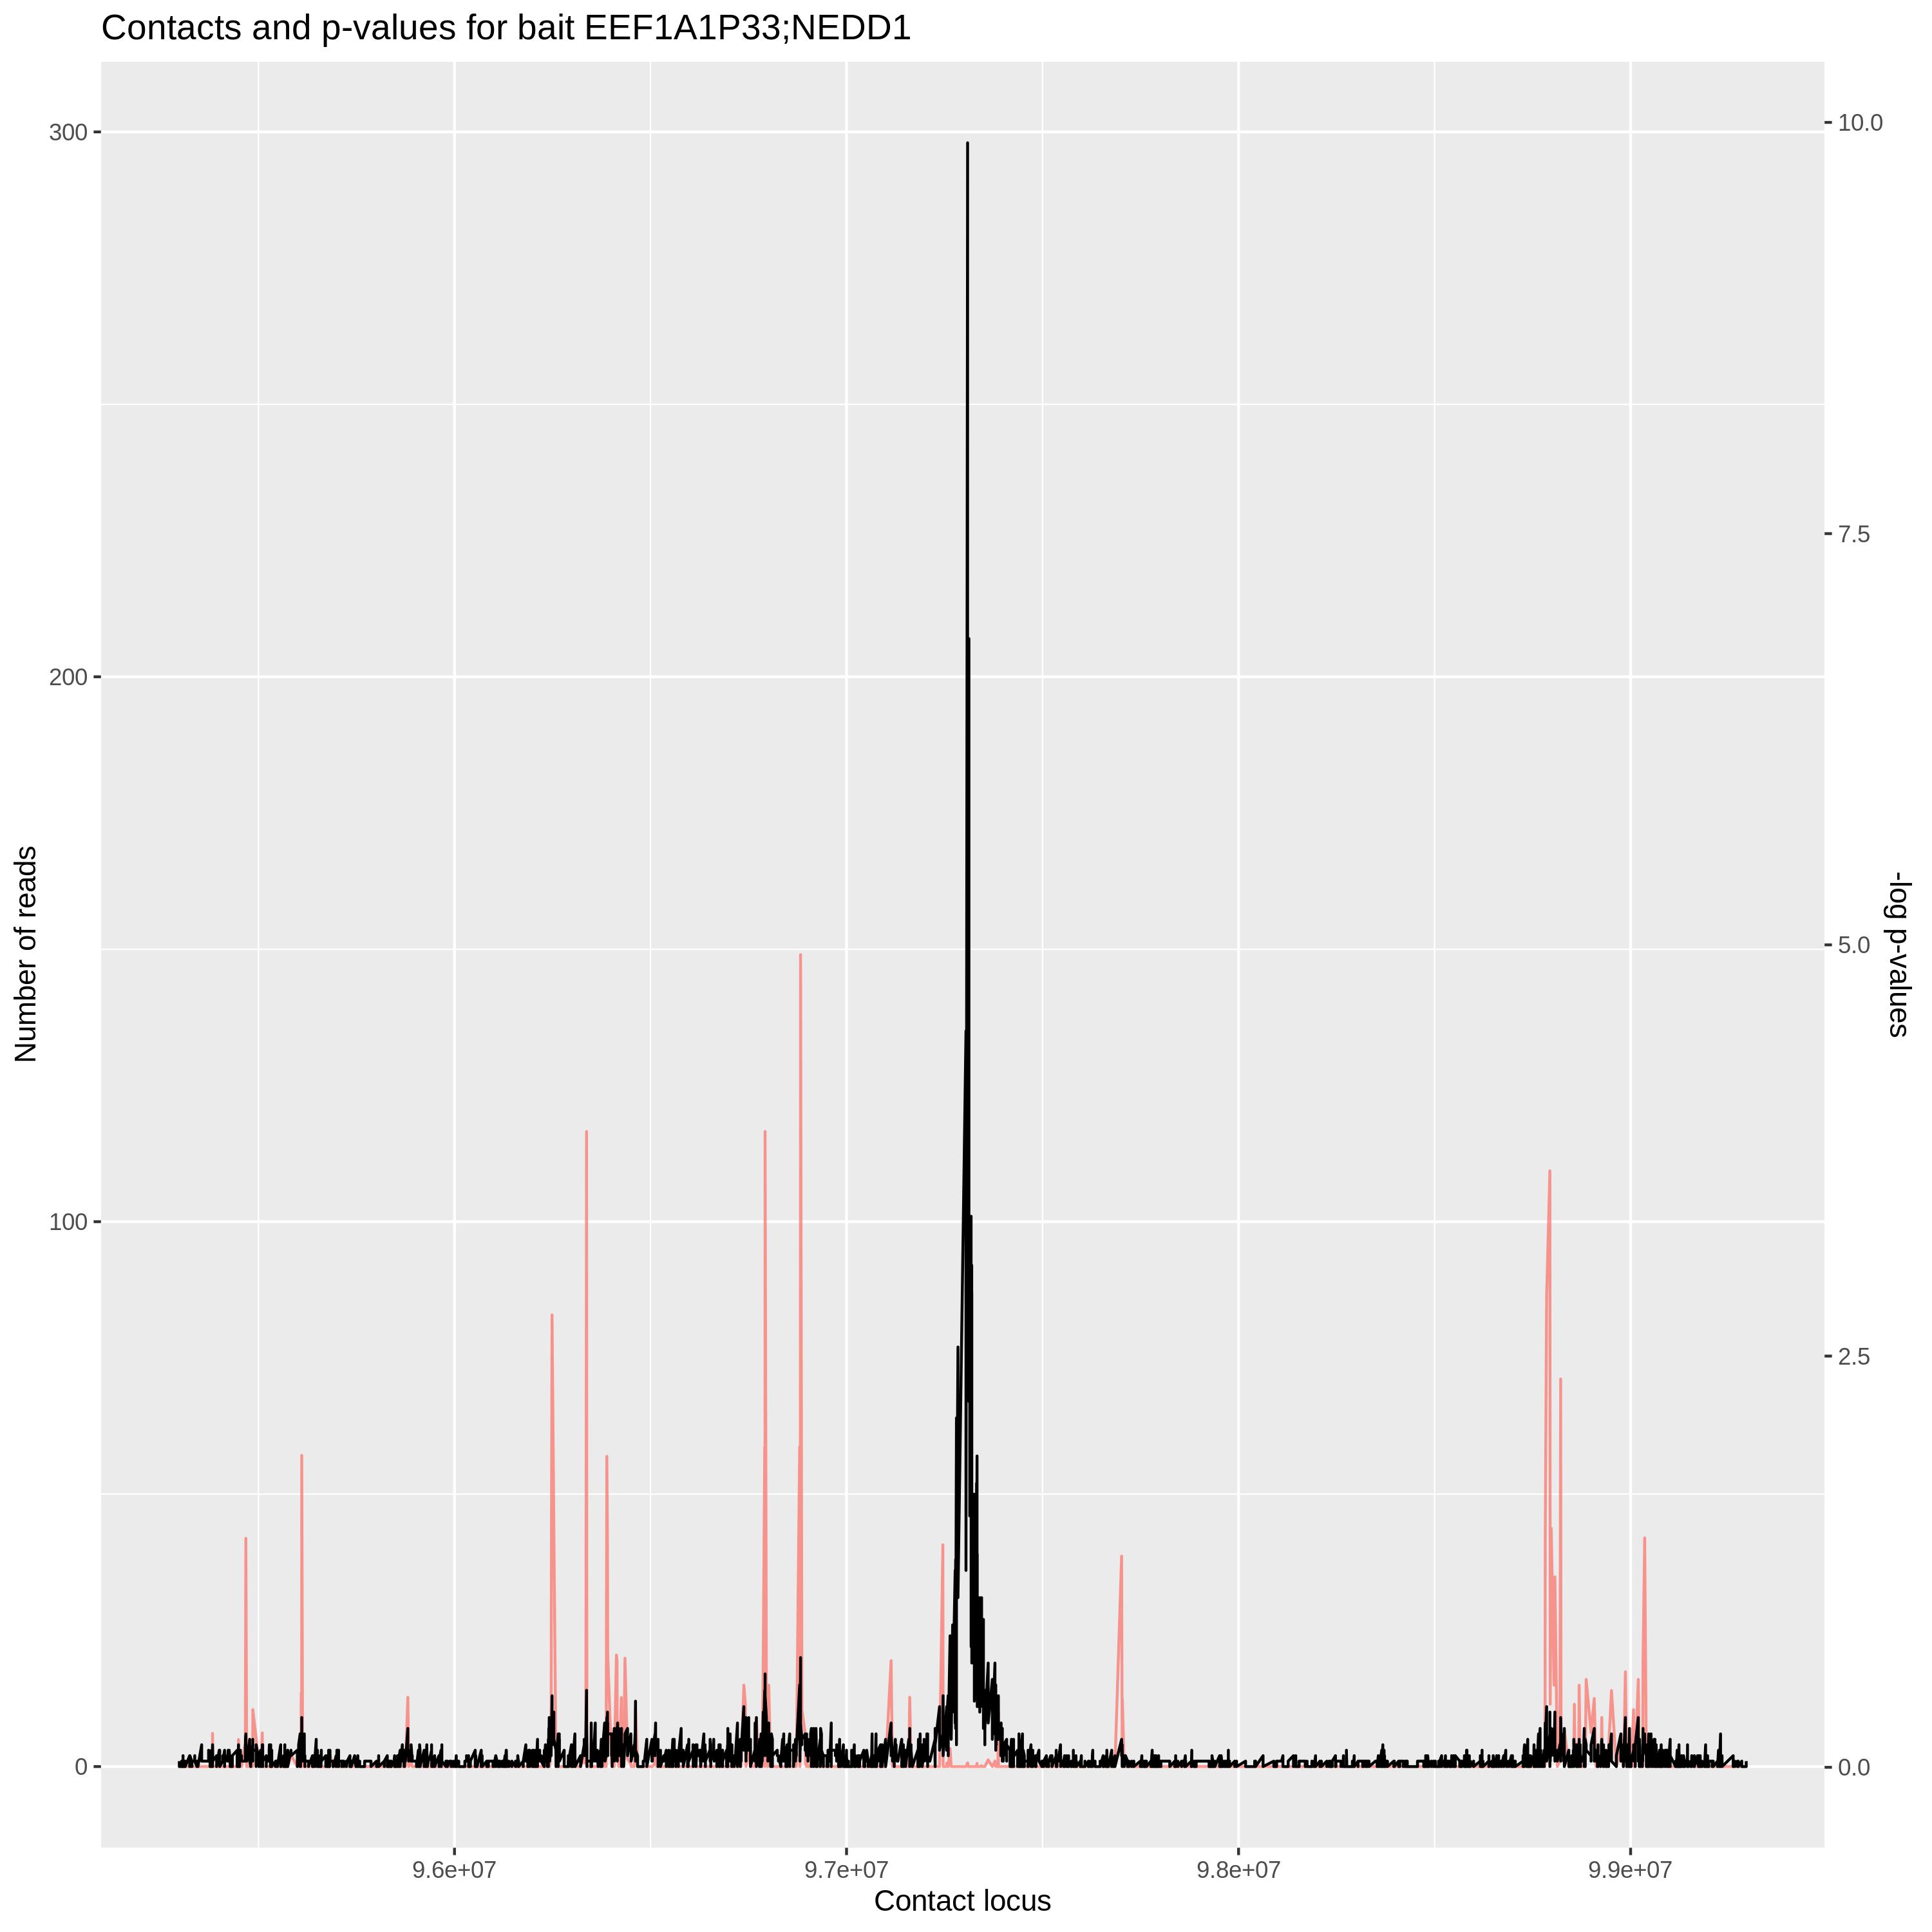 Contacts and p-values for bait EEF1A1P33;NEDD1
300
200
100
0
Number of reads
10.0
7.5
5.0
2.5
0.0
-log p-values
9.6e+07
9.7e+07
9.8e+07
9.9e+07
Contact locus